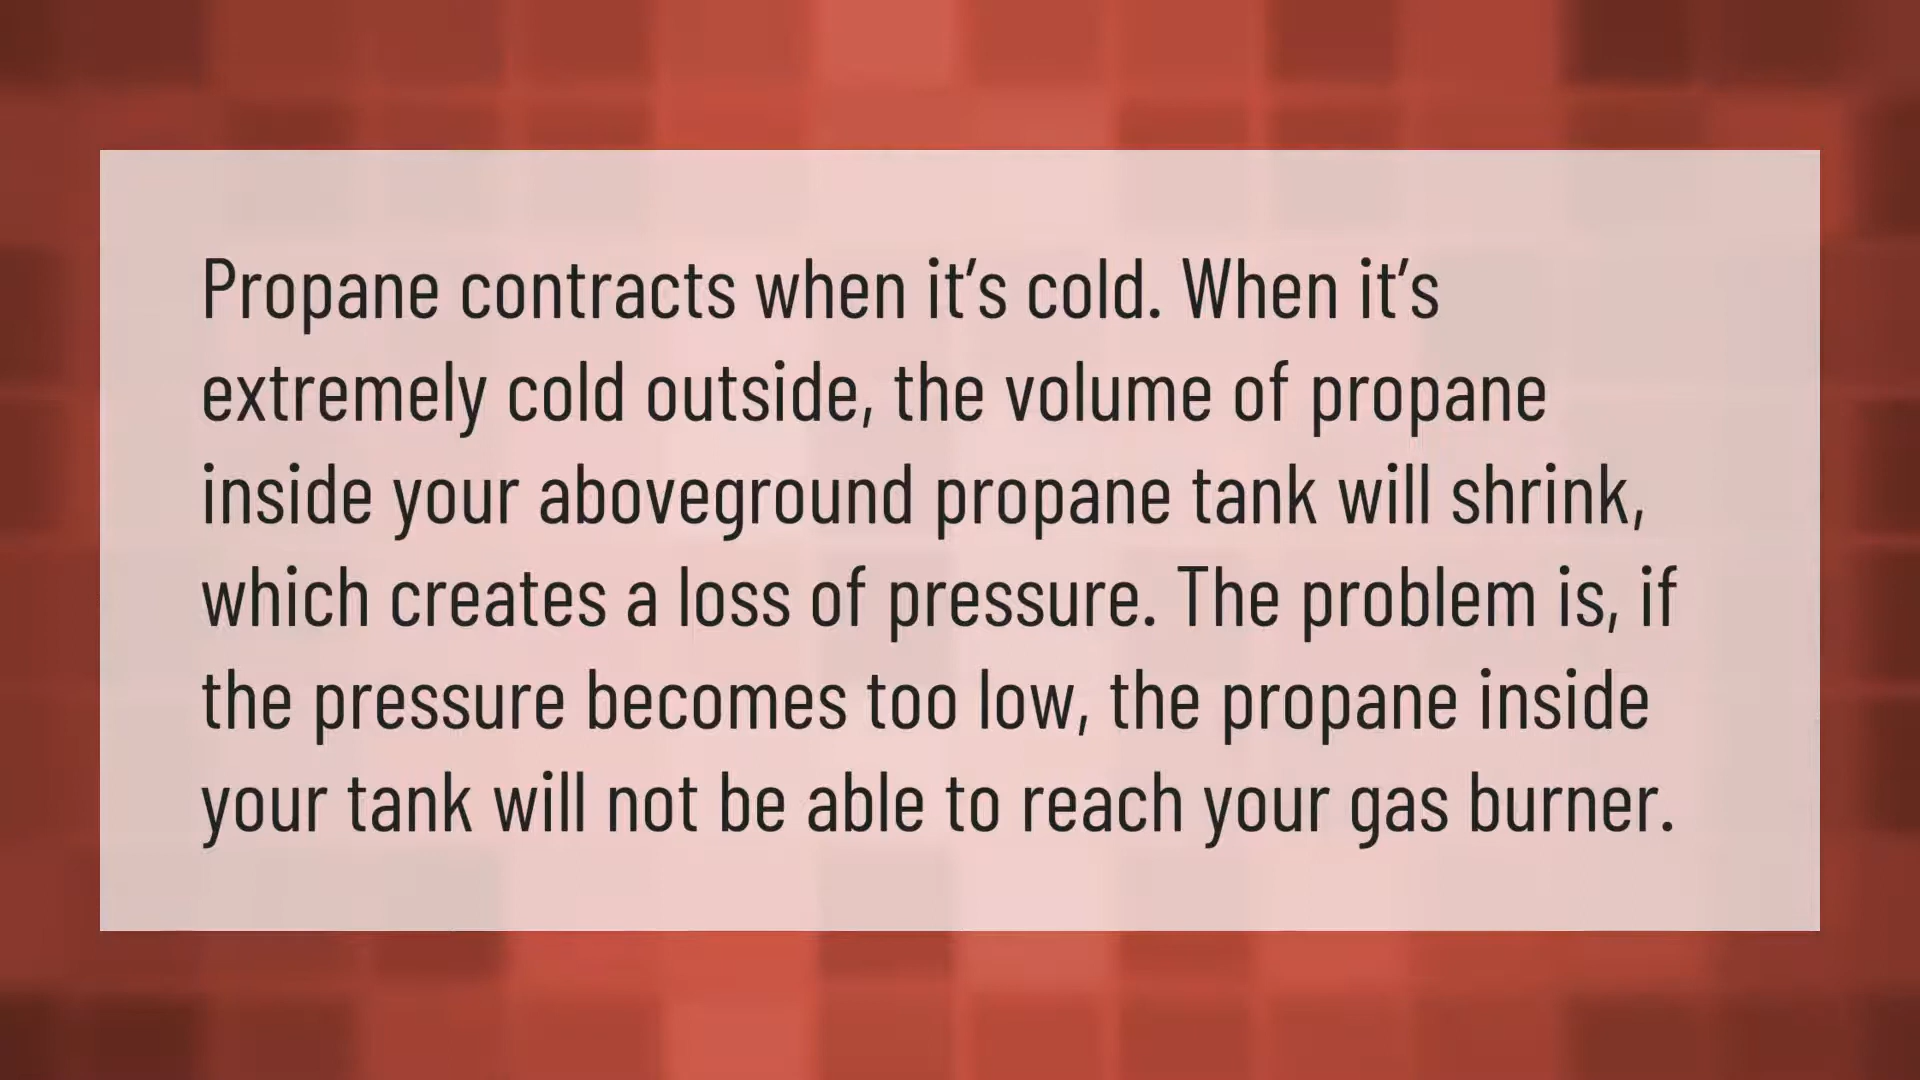 Propane contracts when it’s cold. When it’s
extremely cold outside, the volume of propane
inside your aboveground propane tank will shrink,
which creates a loss of pressure. The problem is, if
the pressure becomes too low, the propane inside
your tank will not be able to reach your gas burner.